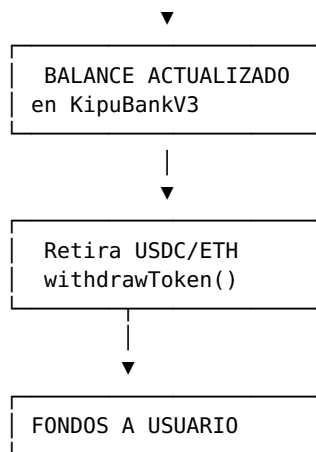 BALANCE ACTUALIZADO
en KipuBankV3
Retira USDC/ETH
withdrawToken()
FONDOS A USUARIO